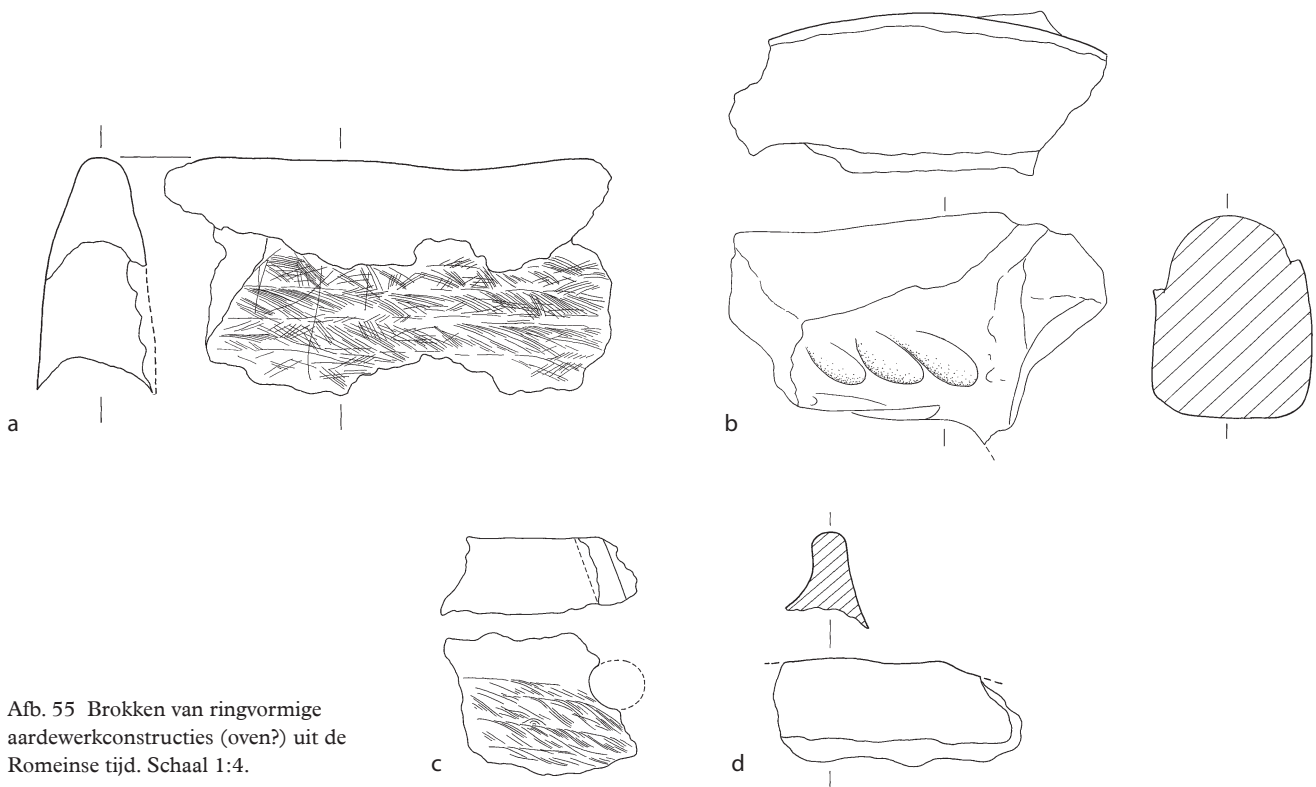 a
b
c
d
Afb. 55 Brokken van ringvormige
aardewerkconstructies (oven?) uit de
Romeinse tijd. Schaal 1:4.